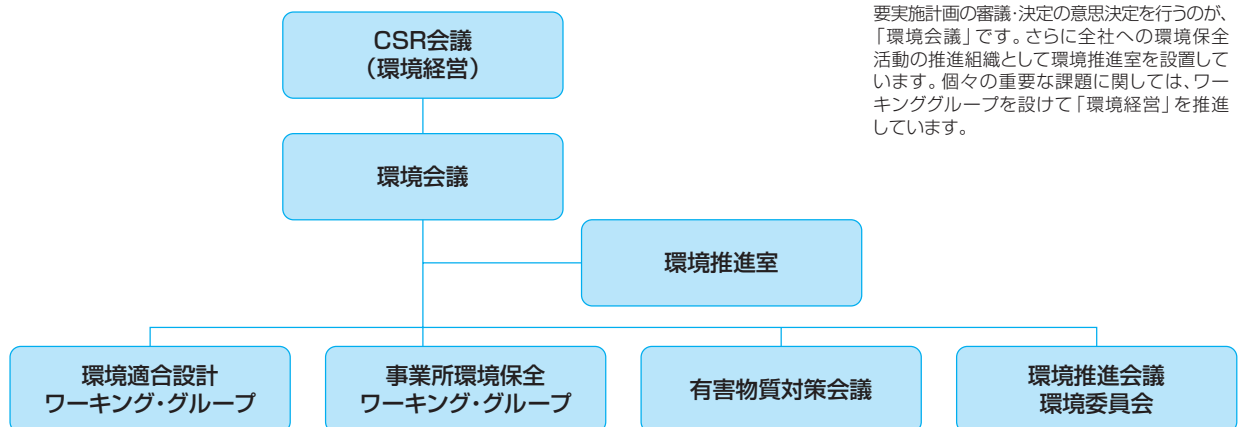 要実施計画の審議・決定の意思決定を行うのが、
「環境会議」です。さらに全社への環境保全
活動の推進組織として環境推進室を設置して
います。個々の重要な課題に関しては、ワー
キンググループを設けて「環境経営」を推進
しています。
CSR会議
（環境経営）
環境会議
環境推進室
環境適合設計
ワーキング・グループ
事業所環境保全
ワーキング・グループ
有害物質対策会議
環境推進会議
環境委員会